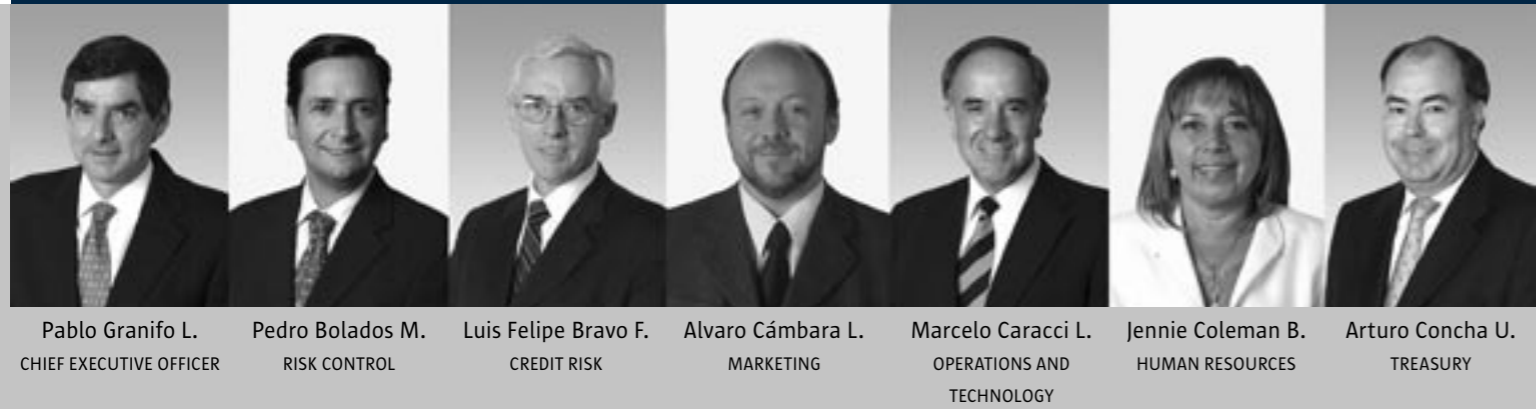 Pablo Granifo L.
CHIEF EXECUTIVE OFFICER
Pedro Bolados M.
RISK CONTROL
Luis Felipe Bravo F.
CREDIT RISK
Alvaro Cámbara L.
MARKETING
Marcelo Caracci L.
OPERATIONS AND
TECHNOLOGY
Jennie Coleman B.
HUMAN RESOURCES
Arturo Concha U.
TREASURY